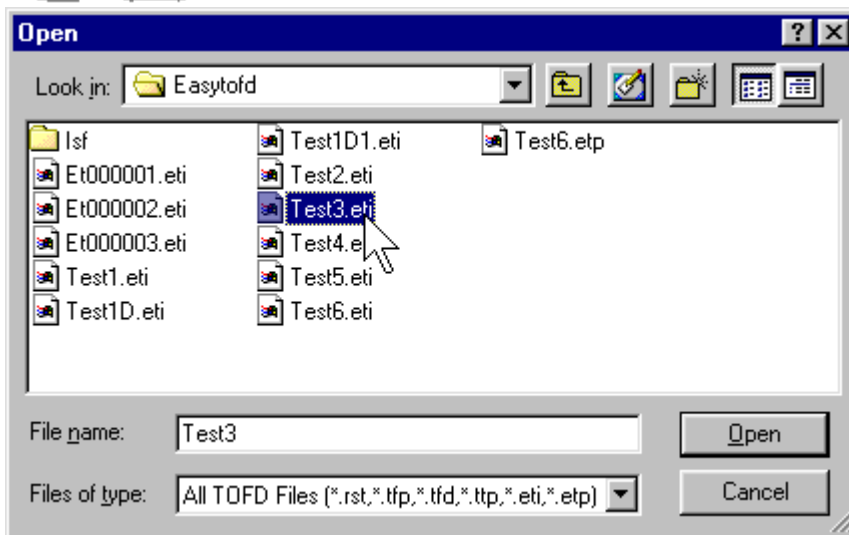 Open
Look in: Easytofd
lsf Test1D1.eti Test6.etp
Et000001.eti Test2.eti
Et000002.eti Test3.eti
Et000003.eti Test4.e
Test1.eti Test5.eti
Test1D.eti Test6.eti
File name: Test3 Open
Files of type: All TOFD Files (*.rst,*.tfp,*.tfd,*.ttp,*.eti,*.etp) Cancel